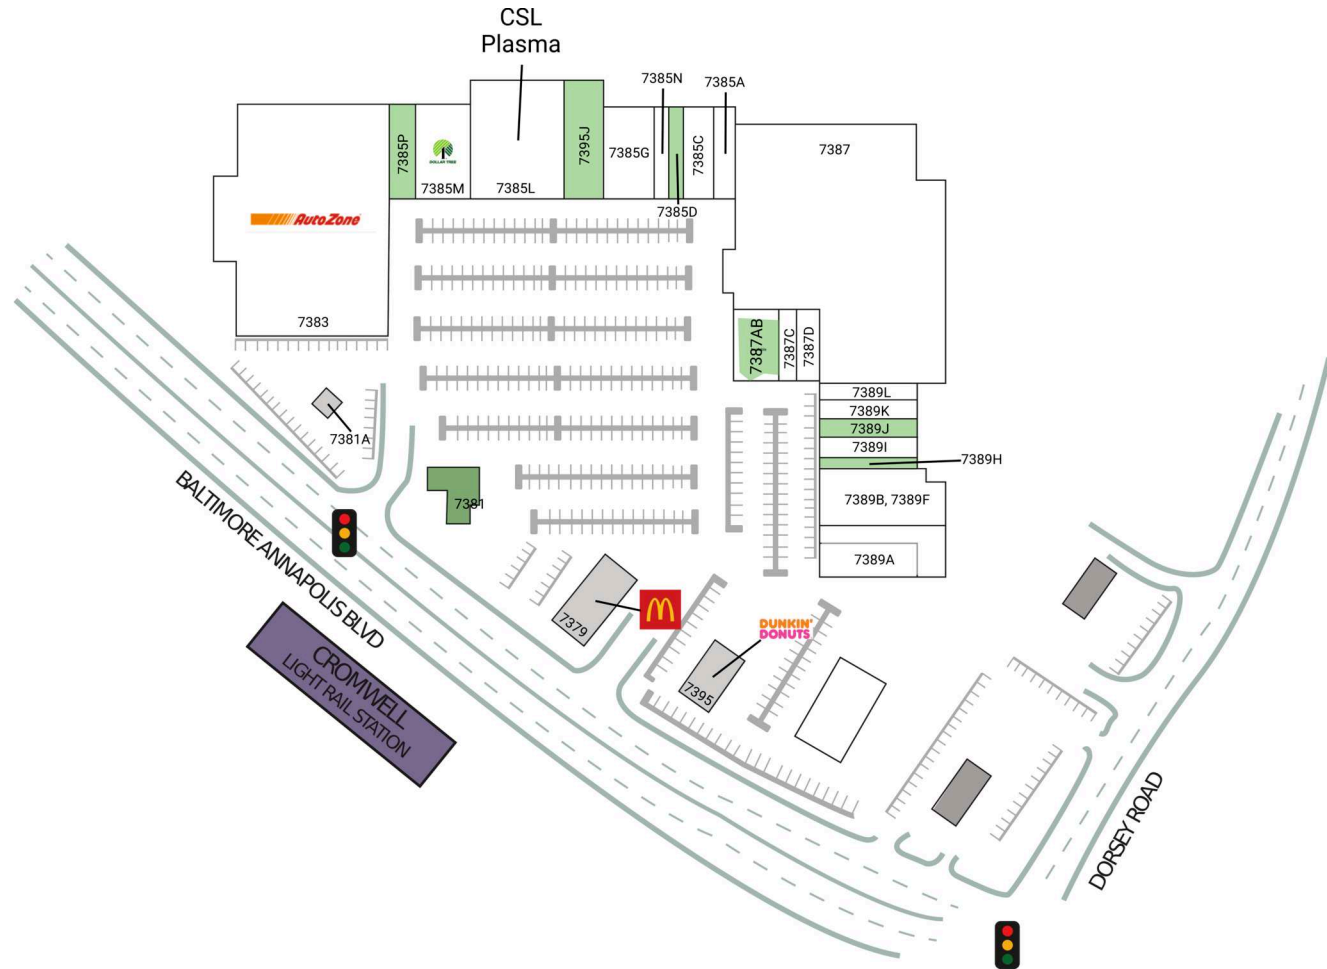 CSL
Plasma
7385N
7385A
7385P
DOLLAR TREE
7385M
7385L
7395J
7385G
7385C
7385D
7387
AutoZone
7383
7387AB
7387C
7387D
7389L
7389K
7389J
7389I
7389H
7389B, 7389F
7389A
7381A
7381
BALTIMORE ANNAPOLIS BLVD
CROMWELL
LIGHT RAIL STATION
7379
DUNKIN'
DONUTS
7395
DORSEY ROAD